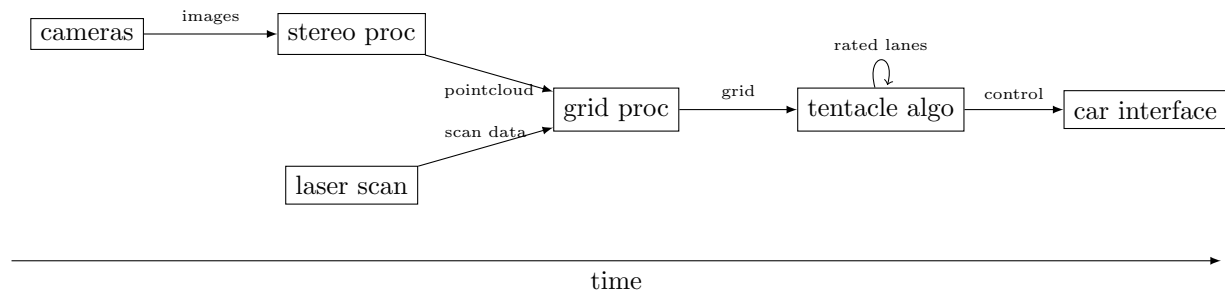 images
cameras
stereo proc
pointcloud
scan data
laser scan
grid proc
grid
rated lanes
tentacle algo
control
car interface
time